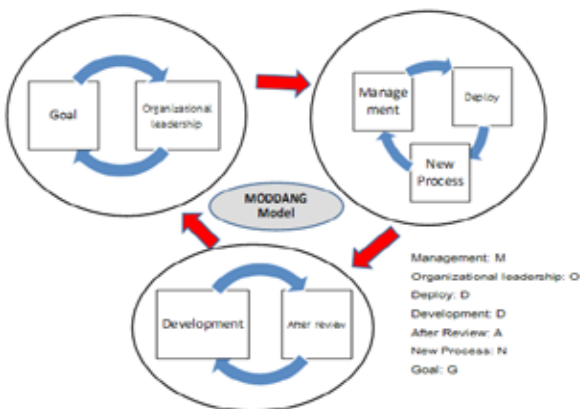 Goal
Organizational
leadership
Manage
ment
Deploy
New
Process
MODDANG
Model
Development
After review
Management: M
Organizational leadership: O
Deploy: D
Development: D
After Review: A
New Process: N
Goal: G